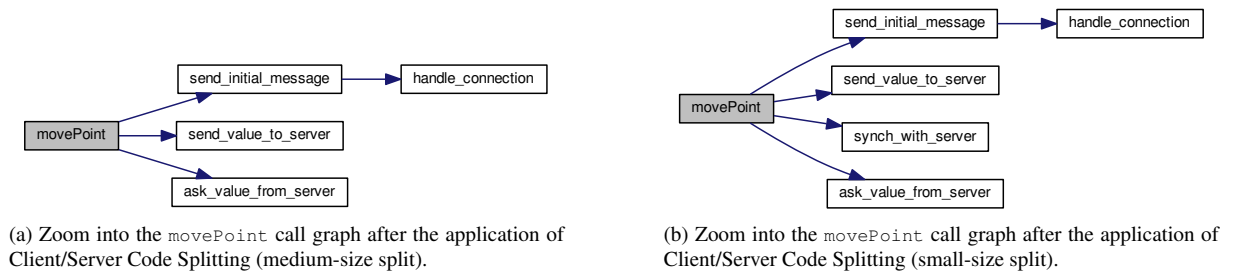 send_initial_message
handle_connection
movePoint
send_value_to_server
ask_value_from_server
(a) Zoom into the movePoint call graph after the application of
Client/Server Code Splitting (medium-size split).
send_initial_message
handle_connection
send_value_to_server
movePoint
synch_with_server
ask_value_from_server
(b) Zoom into the movePoint call graph after the application of
Client/Server Code Splitting (small-size split).